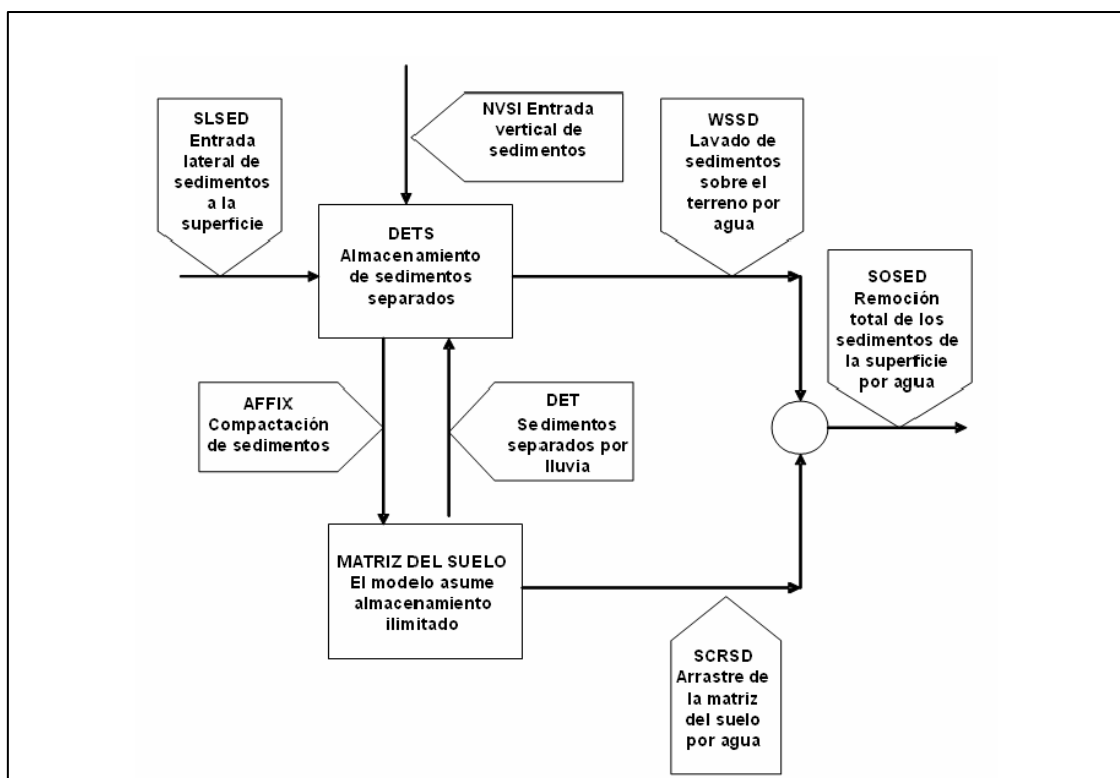 SLSED
Entrada
lateral de
sedimentos
a la
superficie
NVSI Entrada
vertical de
sedimentos
WSSD
Lavado de
sedimentos
sobre el
terreno por
agua
DETS
Almacenamiento
de sedimentos
separados
SOSED
Remoción
total de los
sedimentos de
la superficie
por agua
AFFIX
Compactación
de sedimentos
DET
Sedimentos
separados por
lluvia
MATRIZ DEL SUELO
El modelo asume
almacenamiento
ilimitado
SCRSD
Arrastre de
la matriz
del suelo
por agua